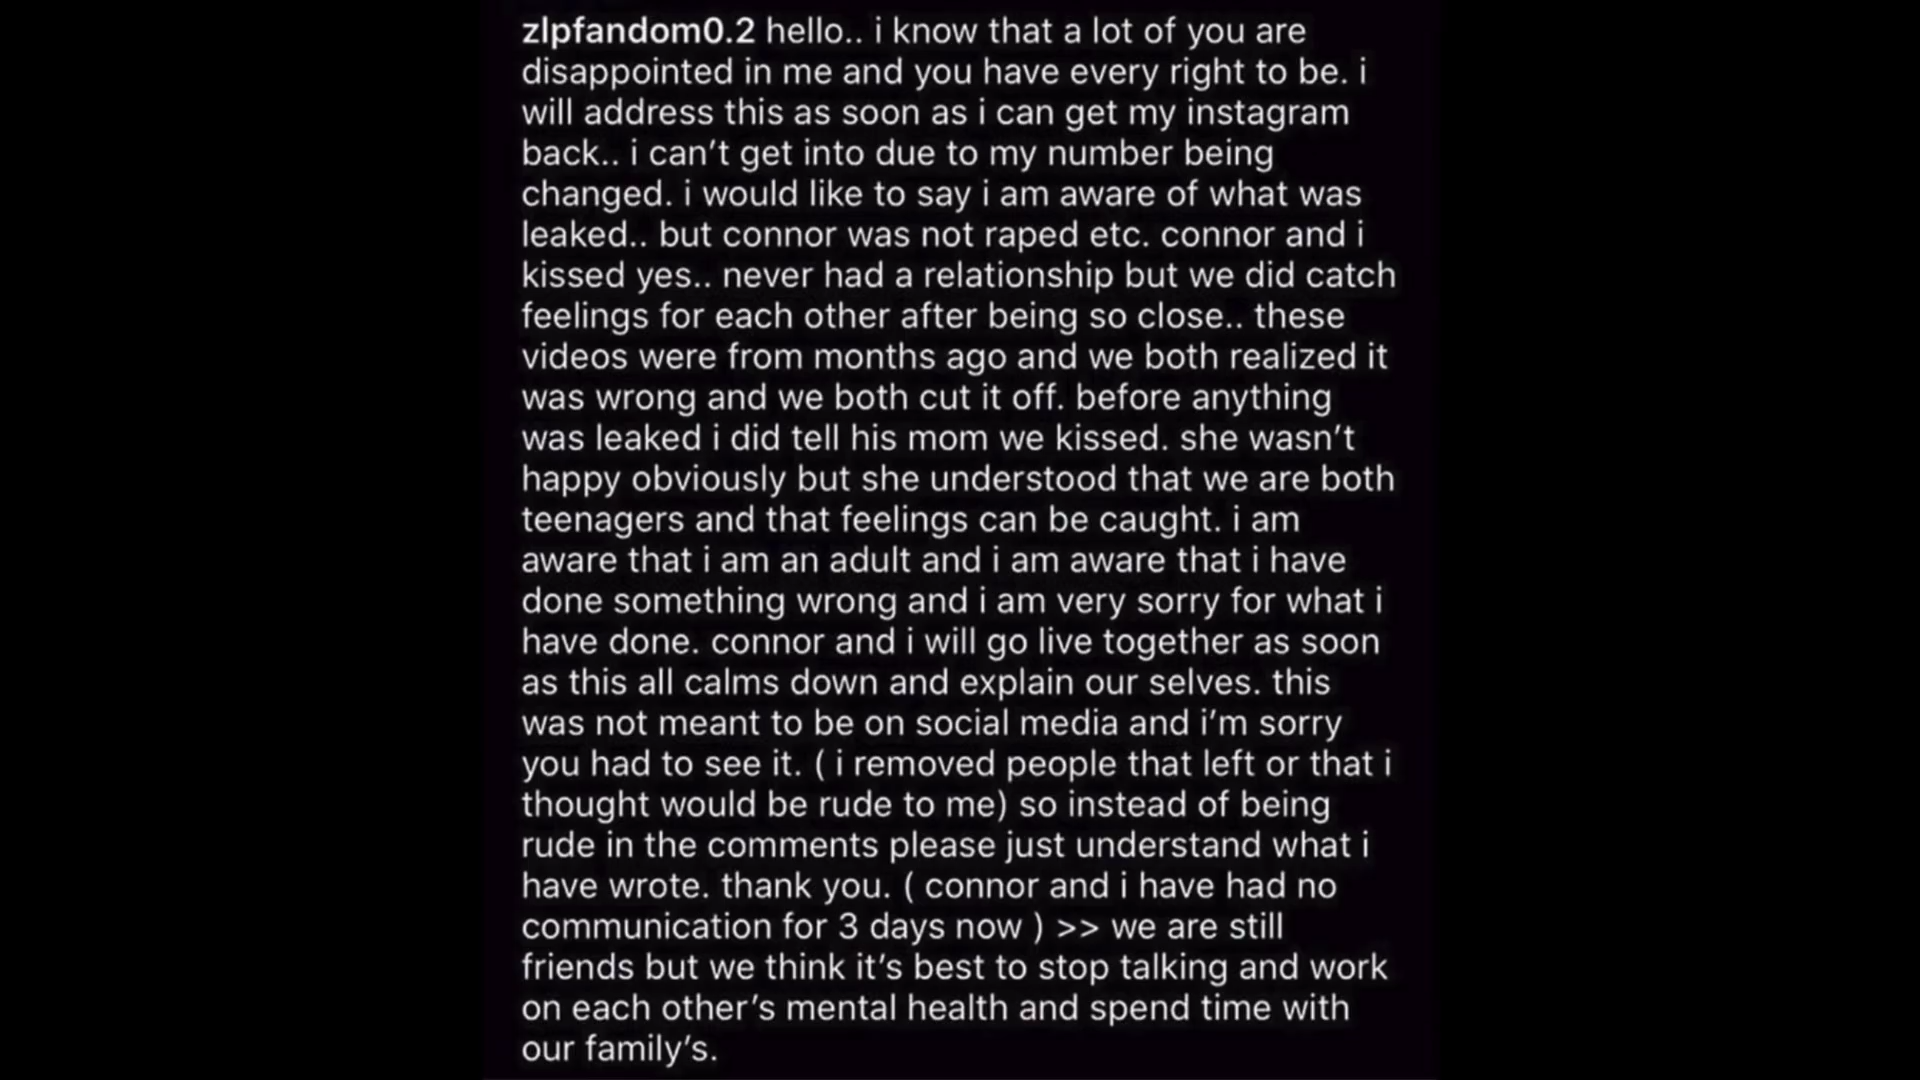 zlpfandom0.2 hello.. i know that a lot of you are
disappointed in me and you have every right to be. i
will address this as soon as i can get my instagram
back.. i can’t get into due to my number being
changed. i would like to say i am aware of what was
leaked.. but connor was not raped etc. connor and i
kissed yes.. never had a relationship but we did catch
feelings for each other after being so close.. these
videos were from months ago and we both realized it
was wrong and we both cut it off. before anything
was leaked i did tell his mom we kissed. she wasn’t
happy obviously but she understood that we are both
teenagers and that feelings can be caught. i am
aware that i am an adult and i am aware that i have
done something wrong and i am very sorry for what i
have done. connor and i will go live together as soon
as this all calms down and explain our selves. this
was not meant to be on social media and i’m sorry
you had to see it. ( i removed people that left or that i
thought would be rude to me) so instead of being
rude in the comments please just understand what i
have wrote. thank you. ( connor and i have had no
communication for 3 days now ) >> we are still
friends but we think it’s best to stop talking and work
on each other’s mental health and spend time with
our family’s.